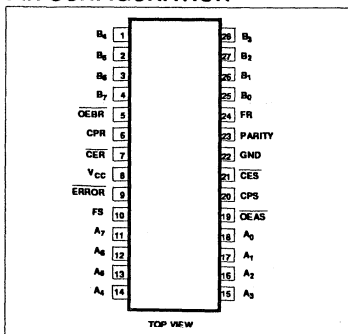 B4 1 28 B3
B5 2 27 B2
B6 3 26 B1
B7 4 25 B0
OEBR 5 24 FR
CPR 6 23 PARITY
CER 7 22 GND
VCC 8 21 CES
ERROR 9 20 CPS
FS 10 19 OEAS
A7 11 18 A0
A6 12 17 A1
A5 13 16 A2
A4 14 15 A3
TOP VIEW